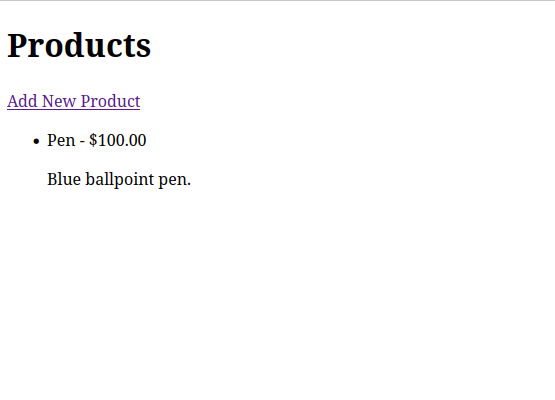 Products
Add New Product
Pen - $100.00
Blue ballpoint pen.